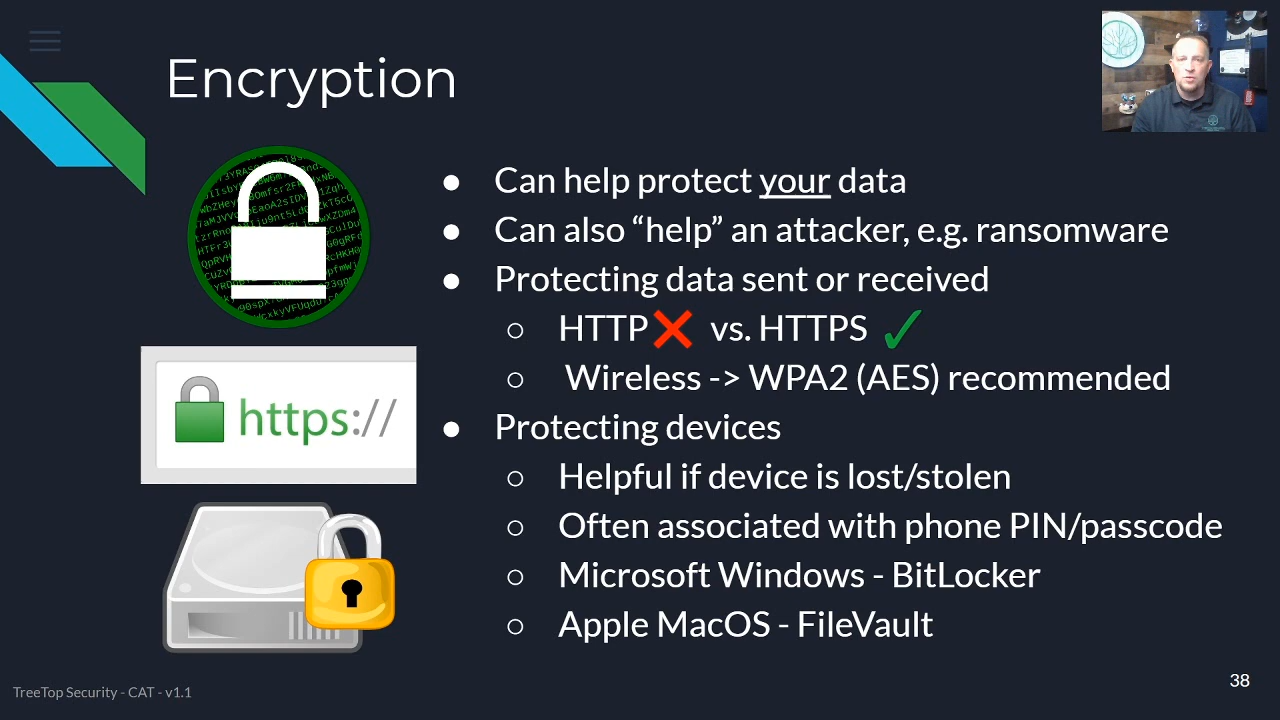 Encryption
● Can help protect your data
● Can also “help” an attacker, e.g. ransomware
● Protecting data sent or received
○ HTTP❌ vs. HTTPS ✓
○ Wireless -> WPA2 (AES) recommended
● Protecting devices
○ Helpful if device is lost/stolen
○ Often associated with phone PIN/passcode
○ Microsoft Windows - BitLocker
○ Apple MacOS - FileVault
https://
TreeTop Security - CAT - v1.1
38